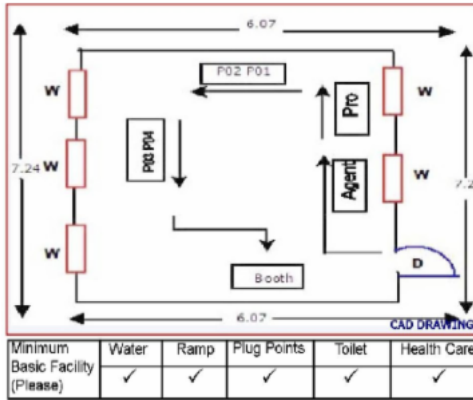 6.07
P02 P01
W
W
Pro
P03 P04
7.24
W
W
7.2
Agent
W
D
Booth
6.07
CAD DRAWING
Minimum Basic Facility (Please) Water Ramp Plug Points Toilet Health Care
✓ ✓ ✓ ✓ ✓